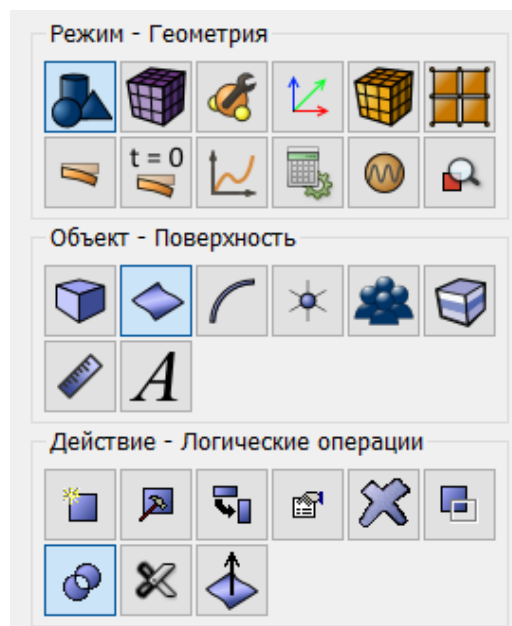 Режим - Геометрия
t = 0
Объект - Поверхность
A
Действие - Логические операции